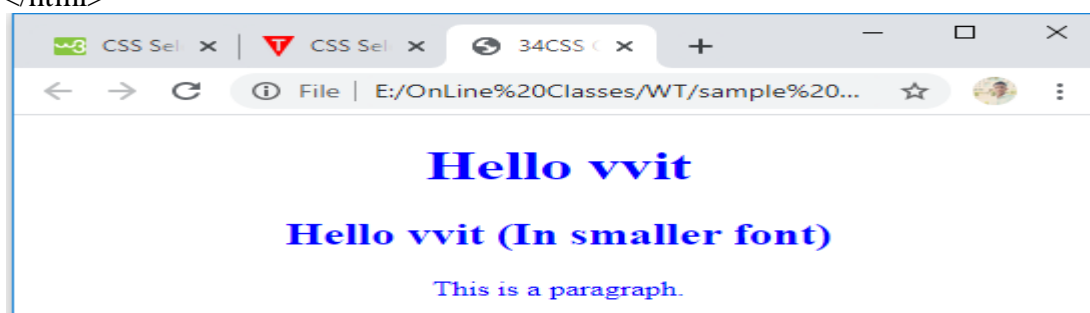 </html>
CSS Sel CSS Sel 34CSS
File | E:/OnLine%20Classes/WT/sample%20...
Hello vvit
Hello vvit (In smaller font)
This is a paragraph.